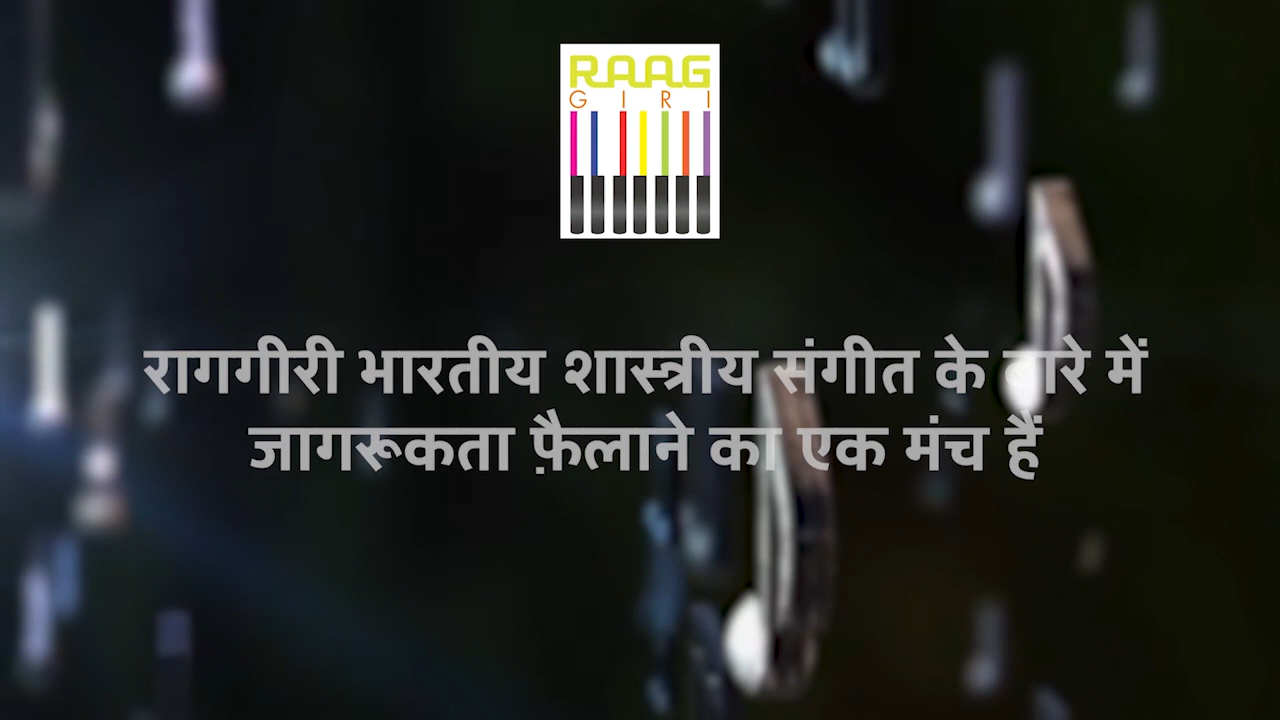 RAAG
GIRI
रागगीरी भारतीय शास्त्रीय संगीत के बारे में
जागरूकता फ़ैलाने का एक मंच हैं